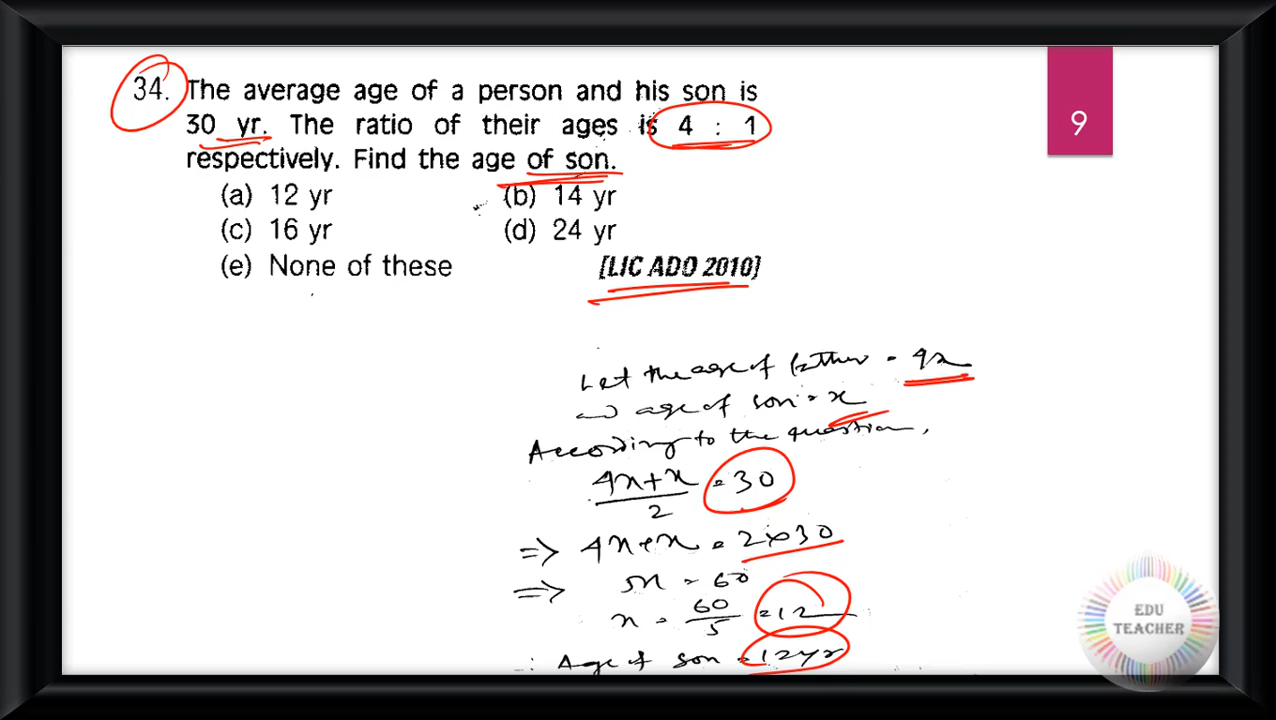 9
34. The average age of a person and his son is
30 yr. The ratio of their ages is 4 : 1
respectively. Find the age of son.
(a) 12 yr (b) 14 yr
(c) 16 yr (d) 24 yr
(e) None of these [LIC ADO 2010]
Let the age of father = 4x
and age of son = x
According to the question,
4x+x/2 = 30
=> 4x+x = 2×30
=> 5x = 60
x = 60/5 = 12
∴ Age of son = 12yr
EDU
TEACHER